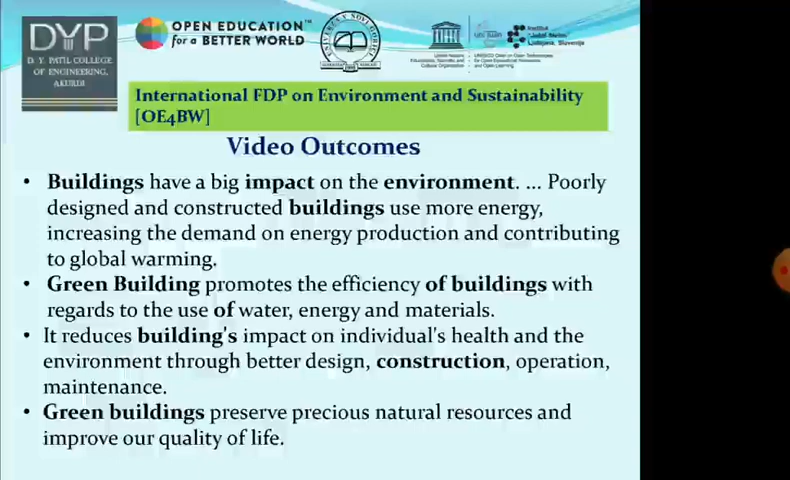 DYP
D. Y. PATIL COLLEGE
OF ENGINEERING,
AKURDI
OPEN EDUCATION™
for a BETTER WORLD
International FDP on Environment and Sustainability
[OE4BW]
Video Outcomes
• Buildings have a big impact on the environment. ... Poorly
designed and constructed buildings use more energy,
increasing the demand on energy production and contributing
to global warming.
• Green Building promotes the efficiency of buildings with
regards to the use of water, energy and materials.
• It reduces building's impact on individual's health and the
environment through better design, construction, operation,
maintenance.
• Green buildings preserve precious natural resources and
improve our quality of life.